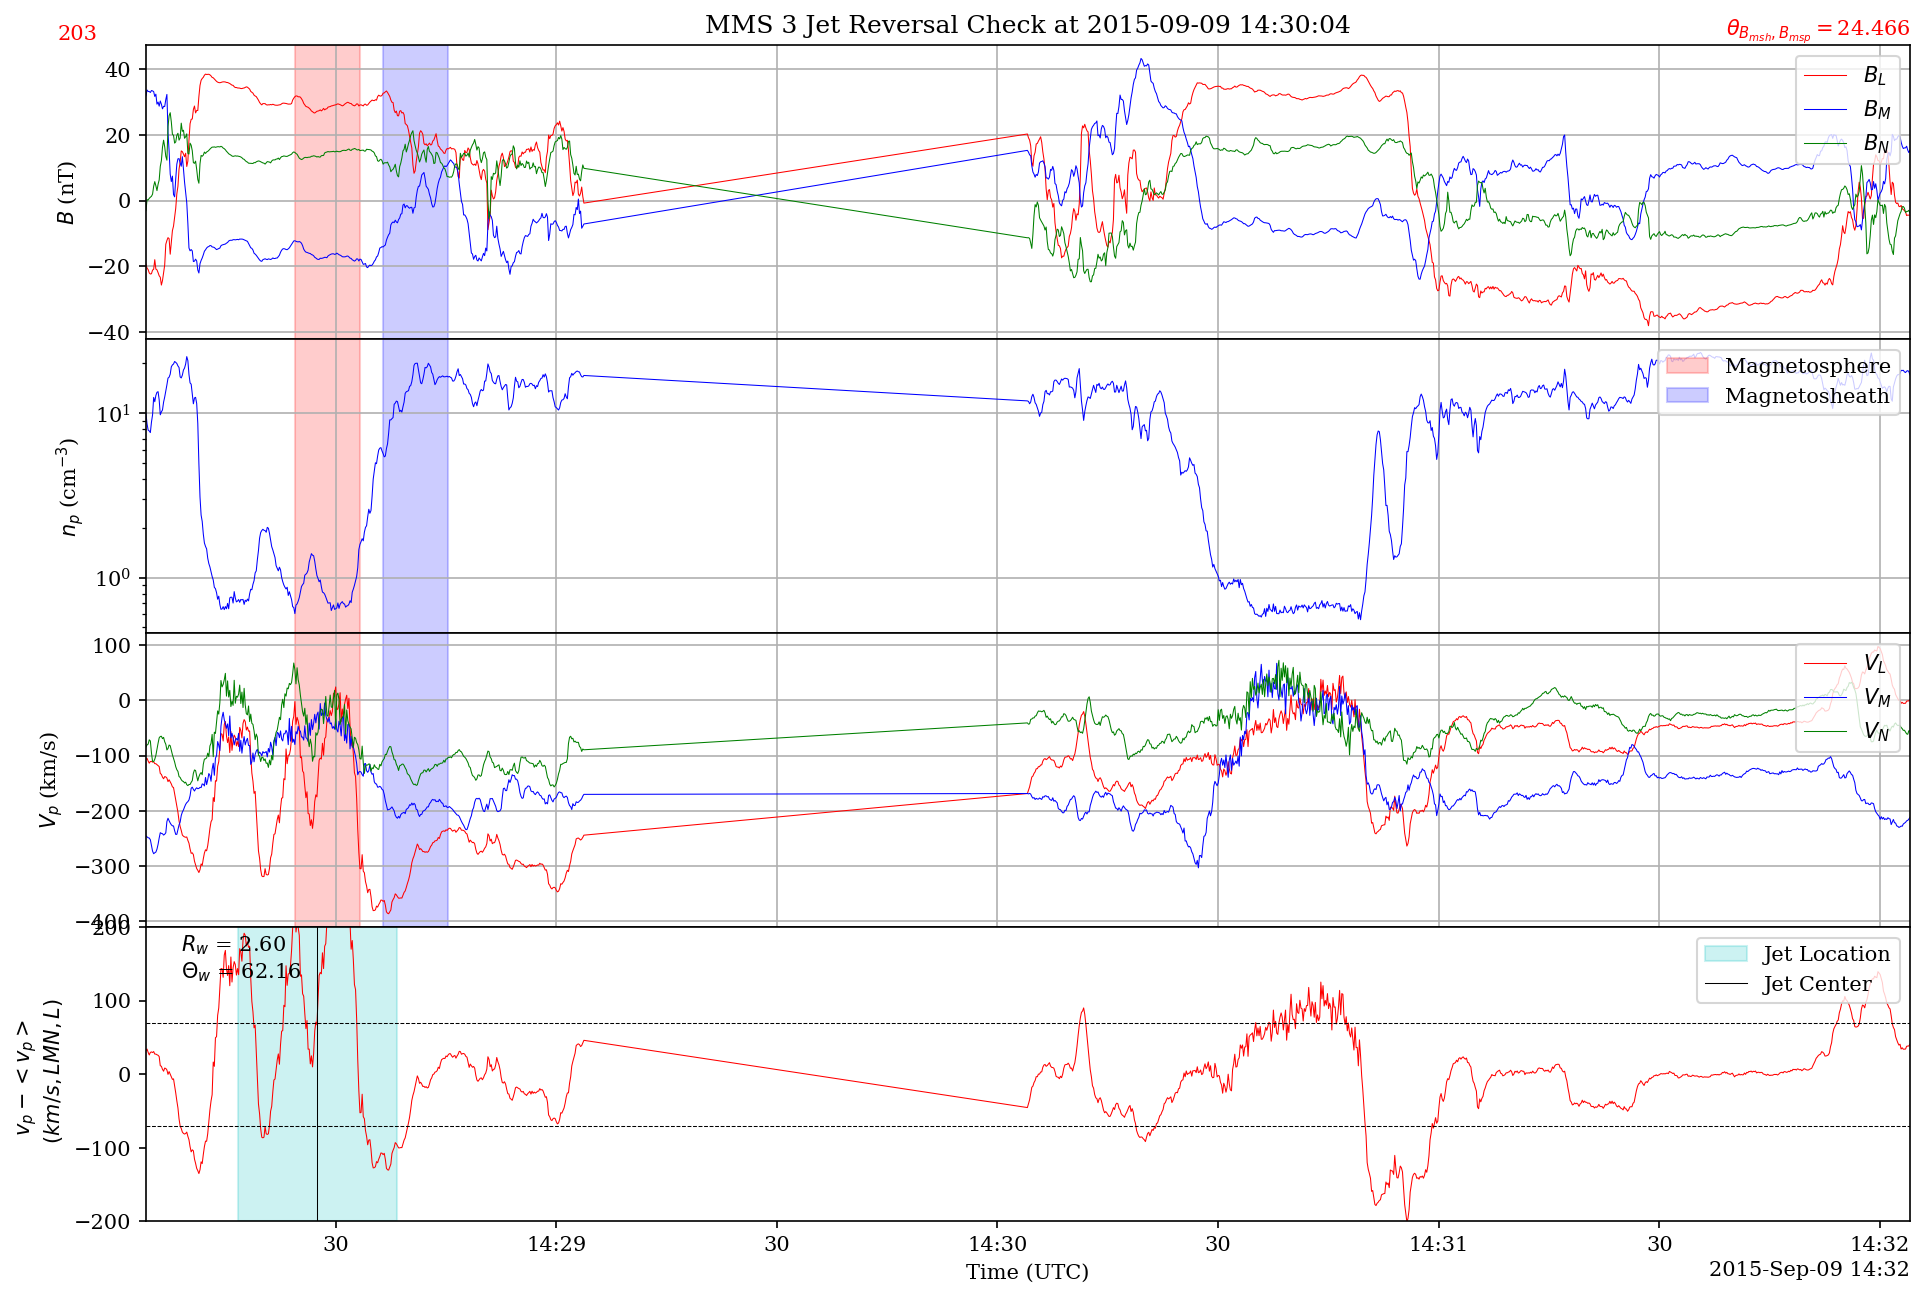 MMS 3 Jet Reversal Check at 2015-09-09 14:30:04
203
θ_{B_{msh}, B_{msp}} = 24.466
40
20
0
−20
−40
B (nT)
B_L
B_M
B_N
10^1
10^0
n_p (cm^{−3})
Magnetosphere
Magnetosheath
100
0
−100
−200
−300
−400
V_p (km/s)
V_L
V_M
V_N
200
100
0
−100
−200
v_p − <v_p>
(km/s, LMN, L)
R_w = 2.60
Θ_w = 62.16
Jet Location
Jet Center
30 14:29 30 14:30 30 14:31 30 14:32
Time (UTC)
2015-Sep-09 14:32